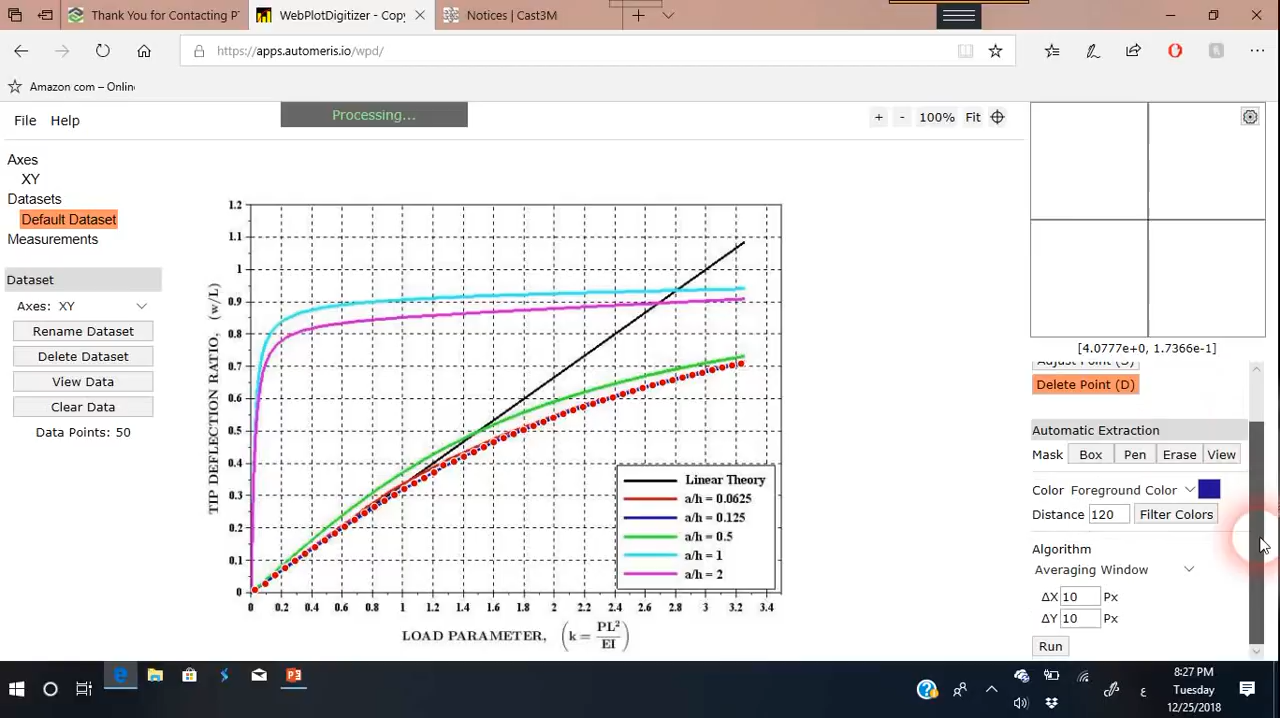 Thank You for Contacting P
WebPlotDigitizer - Copy
Notices | Cast3M
https://apps.automeris.io/wpd/
Amazon com – Online
File Help
Processing...
+ - 100% Fit
Axes
XY
Datasets
Default Dataset
Measurements
Dataset
Axes: XY
Rename Dataset
Delete Dataset
View Data
Clear Data
Data Points: 50
TIP DEFLECTION RATIO, (w/L)
1.2
1.1
1
0.9
0.8
0.7
0.6
0.5
0.4
0.3
0.2
0.1
0
0 0.2 0.4 0.6 0.8 1 1.2 1.4 1.6 1.8 2 2.2 2.4 2.6 2.8 3 3.2 3.4
LOAD PARAMETER, (k = PL²/EI)
Linear Theory
a/h = 0.0625
a/h = 0.125
a/h = 0.5
a/h = 1
a/h = 2
[4.0777e+0, 1.7366e-1]
Adjust Point (S)
Delete Point (D)
Automatic Extraction
Mask Box Pen Erase View
Color Foreground Color
Distance 120 Filter Colors
Algorithm
Averaging Window
ΔX 10 Px
ΔY 10 Px
Run
8:27 PM
Tuesday
12/25/2018